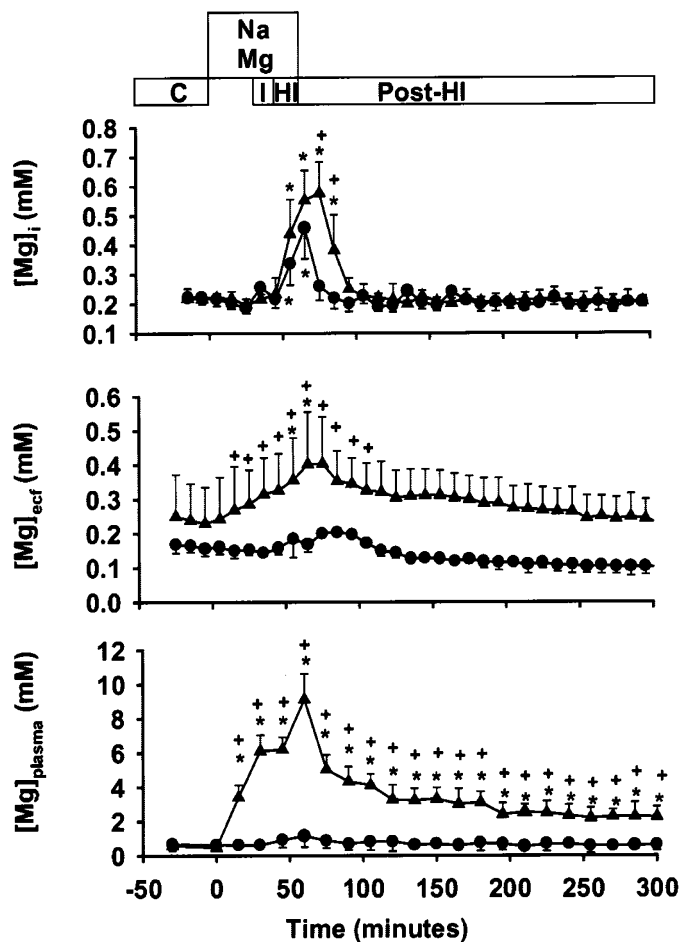 Na
Mg
C I HI Post-HI
[Mg]i (mM)
0.8
0.7
0.6
0.5
0.4
0.3
0.2
0.1
+
* * *
+
*
* *
[Mg]ecf (mM)
0.6
0.5
0.4
0.3
0.2
0.1
0.0
+ + + + + + + + + +
* *
[Mg]plasma (mM)
12
10
8
6
4
2
0
+ + + + + + + + + + + + + + + + + + + +
* * * * * * * * * * * * * * * * * * * *
-50 0 50 100 150 200 250 300
Time (minutes)